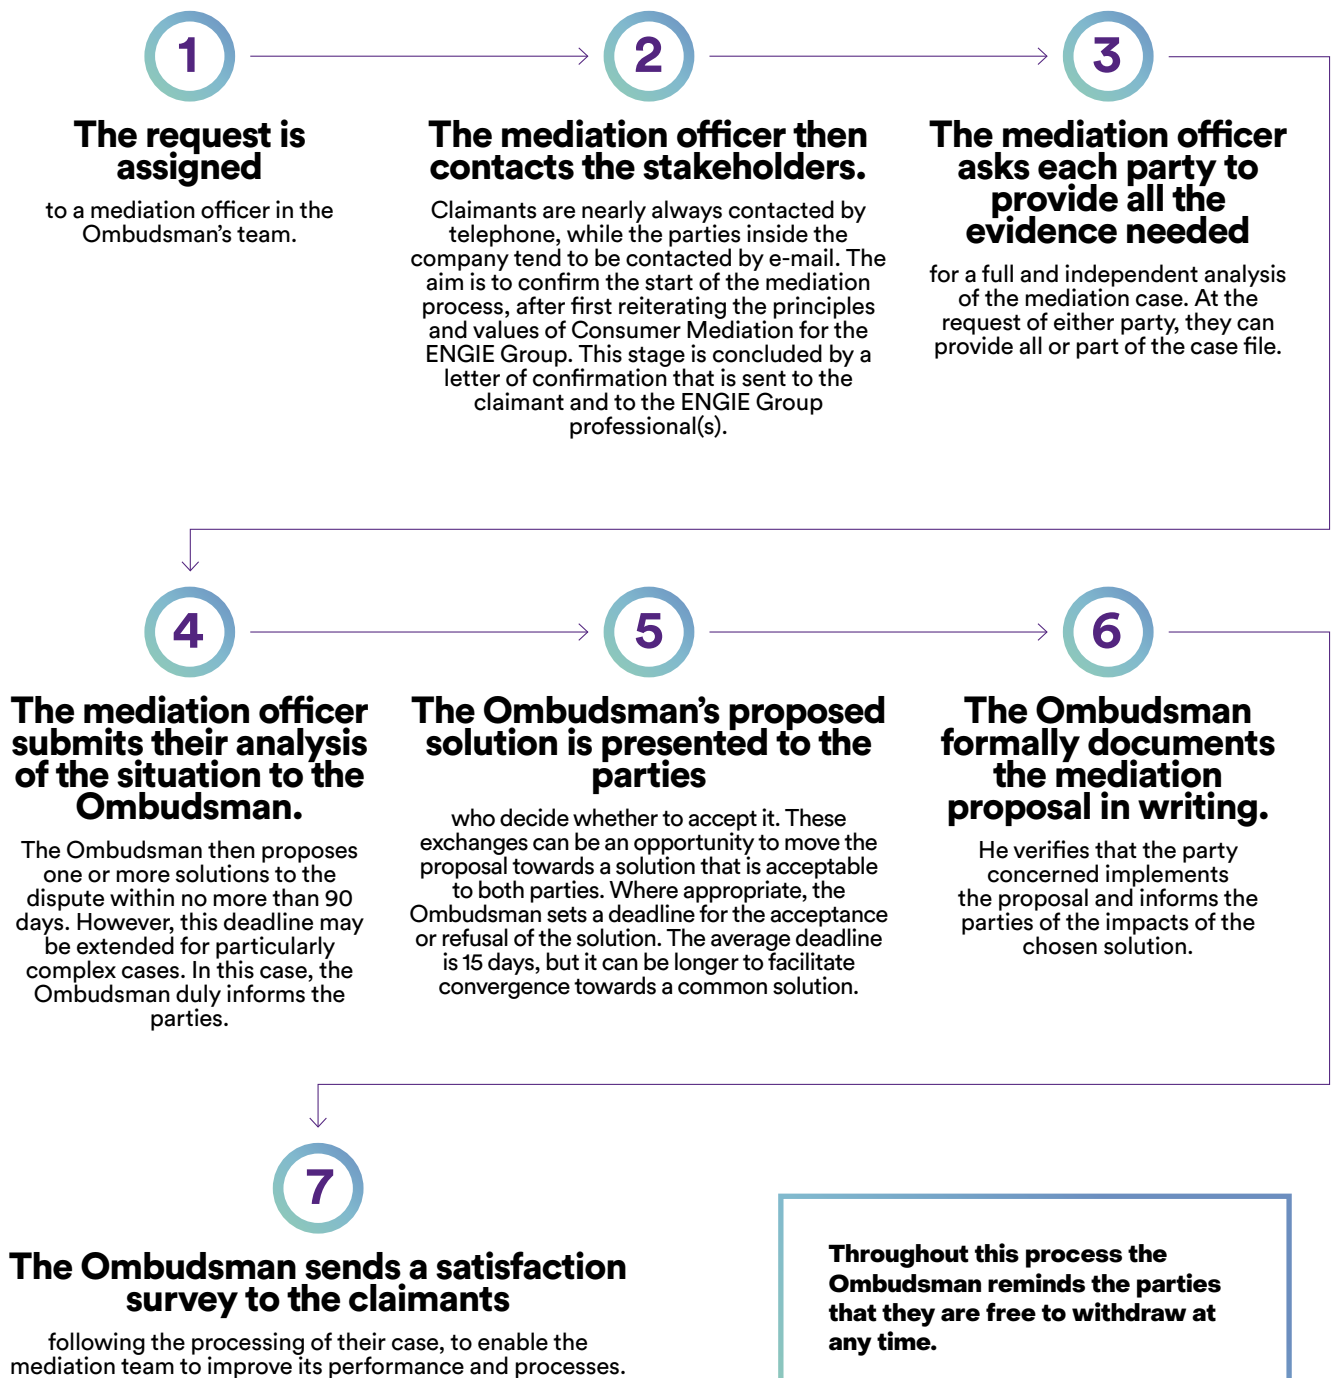 1
The request is
assigned
to a mediation officer in the
Ombudsman’s team.
2
The mediation officer then
contacts the stakeholders.
Claimants are nearly always contacted by
telephone, while the parties inside the
company tend to be contacted by e-mail. The
aim is to confirm the start of the mediation
process, after first reiterating the principles
and values of Consumer Mediation for the
ENGIE Group. This stage is concluded by a
letter of confirmation that is sent to the
claimant and to the ENGIE Group
professional(s).
3
The mediation officer
asks each party to
provide all the
evidence needed
for a full and independent analysis
of the mediation case. At the
request of either party, they can
provide all or part of the case file.
4
The mediation officer
submits their analysis
of the situation to the
Ombudsman.
The Ombudsman then proposes
one or more solutions to the
dispute within no more than 90
days. However, this deadline may
be extended for particularly
complex cases. In this case, the
Ombudsman duly informs the
parties.
5
The Ombudsman’s proposed
solution is presented to the
parties
who decide whether to accept it. These
exchanges can be an opportunity to move the
proposal towards a solution that is acceptable
to both parties. Where appropriate, the
Ombudsman sets a deadline for the acceptance
or refusal of the solution. The average deadline
is 15 days, but it can be longer to facilitate
convergence towards a common solution.
6
The Ombudsman
formally documents
the mediation
proposal in writing.
He verifies that the party
concerned implements
the proposal and informs the
parties of the impacts of the
chosen solution.
7
The Ombudsman sends a satisfaction
survey to the claimants
following the processing of their case, to enable the
mediation team to improve its performance and processes.
Throughout this process the
Ombudsman reminds the parties
that they are free to withdraw at
any time.